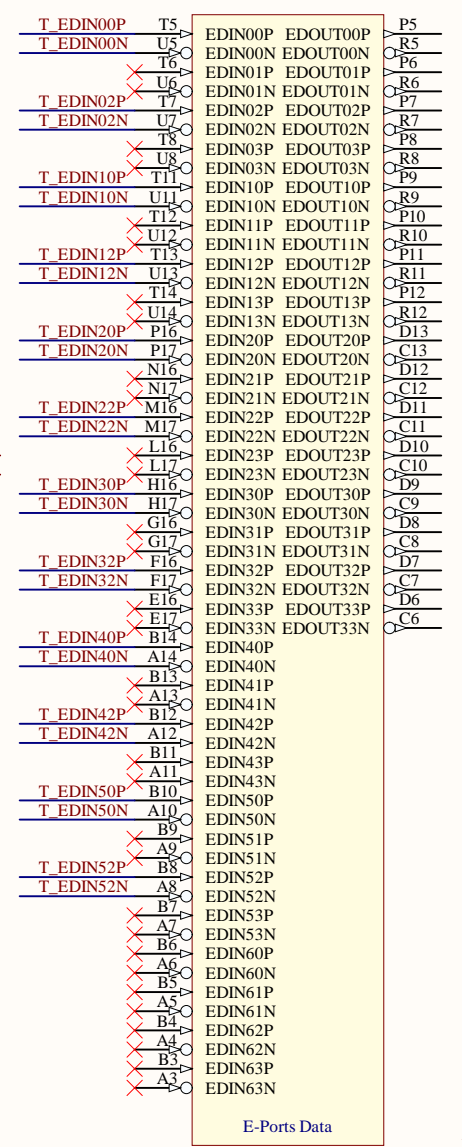 T_EDIN00P T5 EDIN00P EDOUT00P P5
T_EDIN00N U5 EDIN00N EDOUT00N R5
T6 EDIN01P EDOUT01P P6
U6 EDIN01N EDOUT01N R6
T_EDIN02P T7 EDIN02P EDOUT02P P7
T_EDIN02N U7 EDIN02N EDOUT02N R7
T8 EDIN03P EDOUT03P P8
U8 EDIN03N EDOUT03N R8
T_EDIN10P T11 EDIN10P EDOUT10P P9
T_EDIN10N U11 EDIN10N EDOUT10N R9
T12 EDIN11P EDOUT11P P10
U12 EDIN11N EDOUT11N R10
T_EDIN12P T13 EDIN12P EDOUT12P P11
T_EDIN12N U13 EDIN12N EDOUT12N R11
T14 EDIN13P EDOUT13P P12
U14 EDIN13N EDOUT13N R12
T_EDIN20P P16 EDIN20P EDOUT20P D13
T_EDIN20N P17 EDIN20N EDOUT20N C13
N16 EDIN21P EDOUT21P D12
N17 EDIN21N EDOUT21N C12
T_EDIN22P M16 EDIN22P EDOUT22P D11
T_EDIN22N M17 EDIN22N EDOUT22N C11
L16 EDIN23P EDOUT23P D10
L17 EDIN23N EDOUT23N C10
T_EDIN30P H16 EDIN30P EDOUT30P D9
T_EDIN30N H17 EDIN30N EDOUT30N C9
G16 EDIN31P EDOUT31P D8
G17 EDIN31N EDOUT31N C8
T_EDIN32P F16 EDIN32P EDOUT32P D7
T_EDIN32N F17 EDIN32N EDOUT32N C7
E16 EDIN33P EDOUT33P D6
E17 EDIN33N EDOUT33N C6
T_EDIN40P B14 EDIN40P
T_EDIN40N A14 EDIN40N
B13 EDIN41P
A13 EDIN41N
T_EDIN42P B12 EDIN42P
T_EDIN42N A12 EDIN42N
B11 EDIN43P
A11 EDIN43N
T_EDIN50P B10 EDIN50P
T_EDIN50N A10 EDIN50N
B9 EDIN51P
A9 EDIN51N
T_EDIN52P B8 EDIN52P
T_EDIN52N A8 EDIN52N
B7 EDIN53P
A7 EDIN53N
B6 EDIN60P
A6 EDIN60N
B5 EDIN61P
A5 EDIN61N
B4 EDIN62P
A4 EDIN62N
B3 EDIN63P
A3 EDIN63N
E-Ports Data